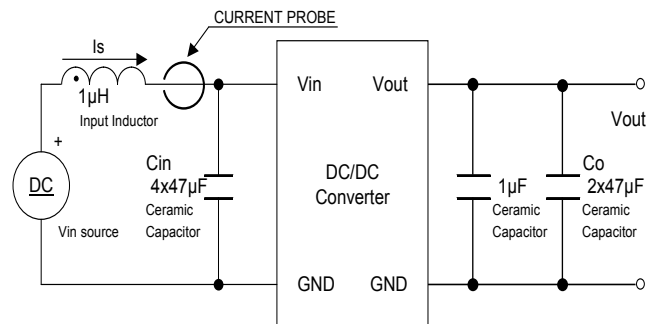 CURRENT PROBE
Is
1µH
Input Inductor
Vin
Vout
Vout
+
DC
Vin source
Cin
4x47µF
Ceramic
Capacitor
DC/DC
Converter
1µF
Ceramic
Capacitor
Co
2x47µF
Ceramic
Capacitor
GND
GND